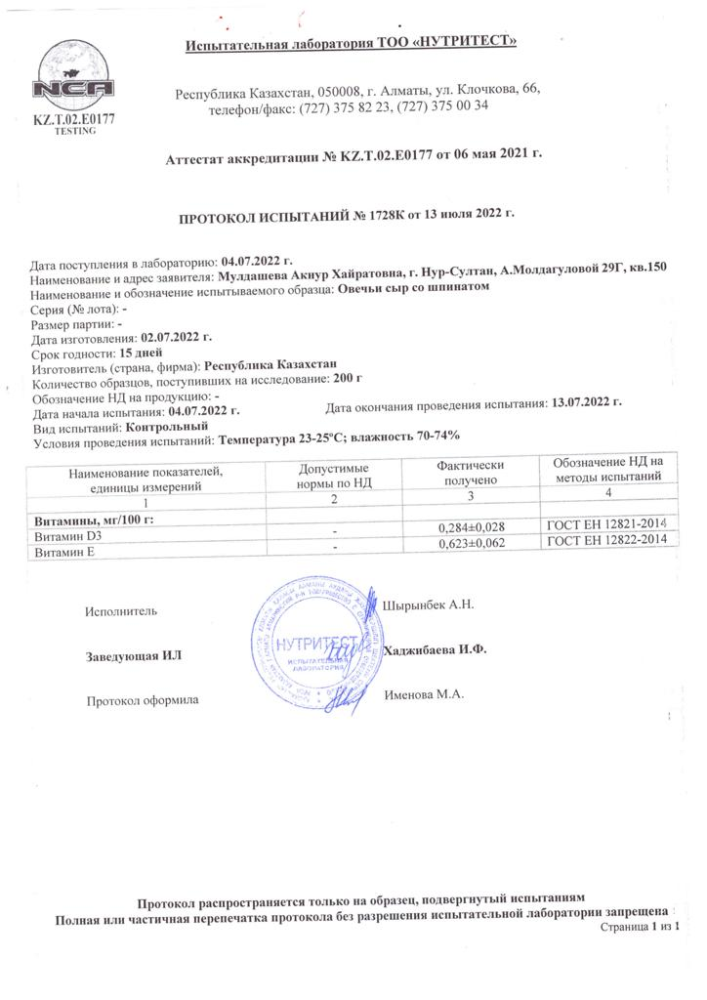 Испытательная лаборатория ТОО «НУТРИТЕСТ»
NCA
KZ.T.02.E0177
TESTING
Республика Казахстан, 050008, г. Алматы, ул. Клочкова, 66,
телефон/факс: (727) 375 82 23, (727) 375 00 34
Аттестат аккредитации № KZ.T.02.E0177 от 06 мая 2021 г.
ПРОТОКОЛ ИСПЫТАНИЙ № 1728К от 13 июля 2022 г.
Дата поступления в лабораторию: 04.07.2022 г.
Наименование и адрес заявителя: Мулдашева Акнур Хайратовна, г. Нур-Султан, А.Молдагуловой 29Г, кв.150
Наименование и обозначение испытываемого образца: Овечьи сыр со шпинатом
Серия (№ лота): -
Размер партии: -
Дата изготовления: 02.07.2022 г.
Срок годности: 15 дней
Изготовитель (страна, фирма): Республика Казахстан
Количество образцов, поступивших на исследование: 200 г
Обозначение НД на продукцию: -
Дата начала испытания: 04.07.2022 г. Дата окончания проведения испытания: 13.07.2022 г.
Вид испытаний: Контрольный
Условия проведения испытаний: Температура 23-25°С; влажность 70-74%
Наименование показателей, Допустимые Фактически Обозначение НД на
единицы измерений нормы по НД получено методы испытаний
1 2 3 4
Витамины, мг/100 г:
Витамин D3 - 0,284±0,028 ГОСТ EH 12821-2014
Витамин Е - 0,623±0,062 ГОСТ EH 12822-2014
Исполнитель Шырынбек А.Н.
НУТРИТЕСТ
ИСПЫТАТЕЛЬНАЯ
ЛАБОРАТОРИЯ
Заведующая ИЛ Хаджибаева И.Ф.
Протокол оформила Именова М.А.
Протокол распространяется только на образец, подвергнутый испытаниям
Полная или частичная перепечатка протокола без разрешения испытательной лаборатории запрещена
Страница 1 из 1